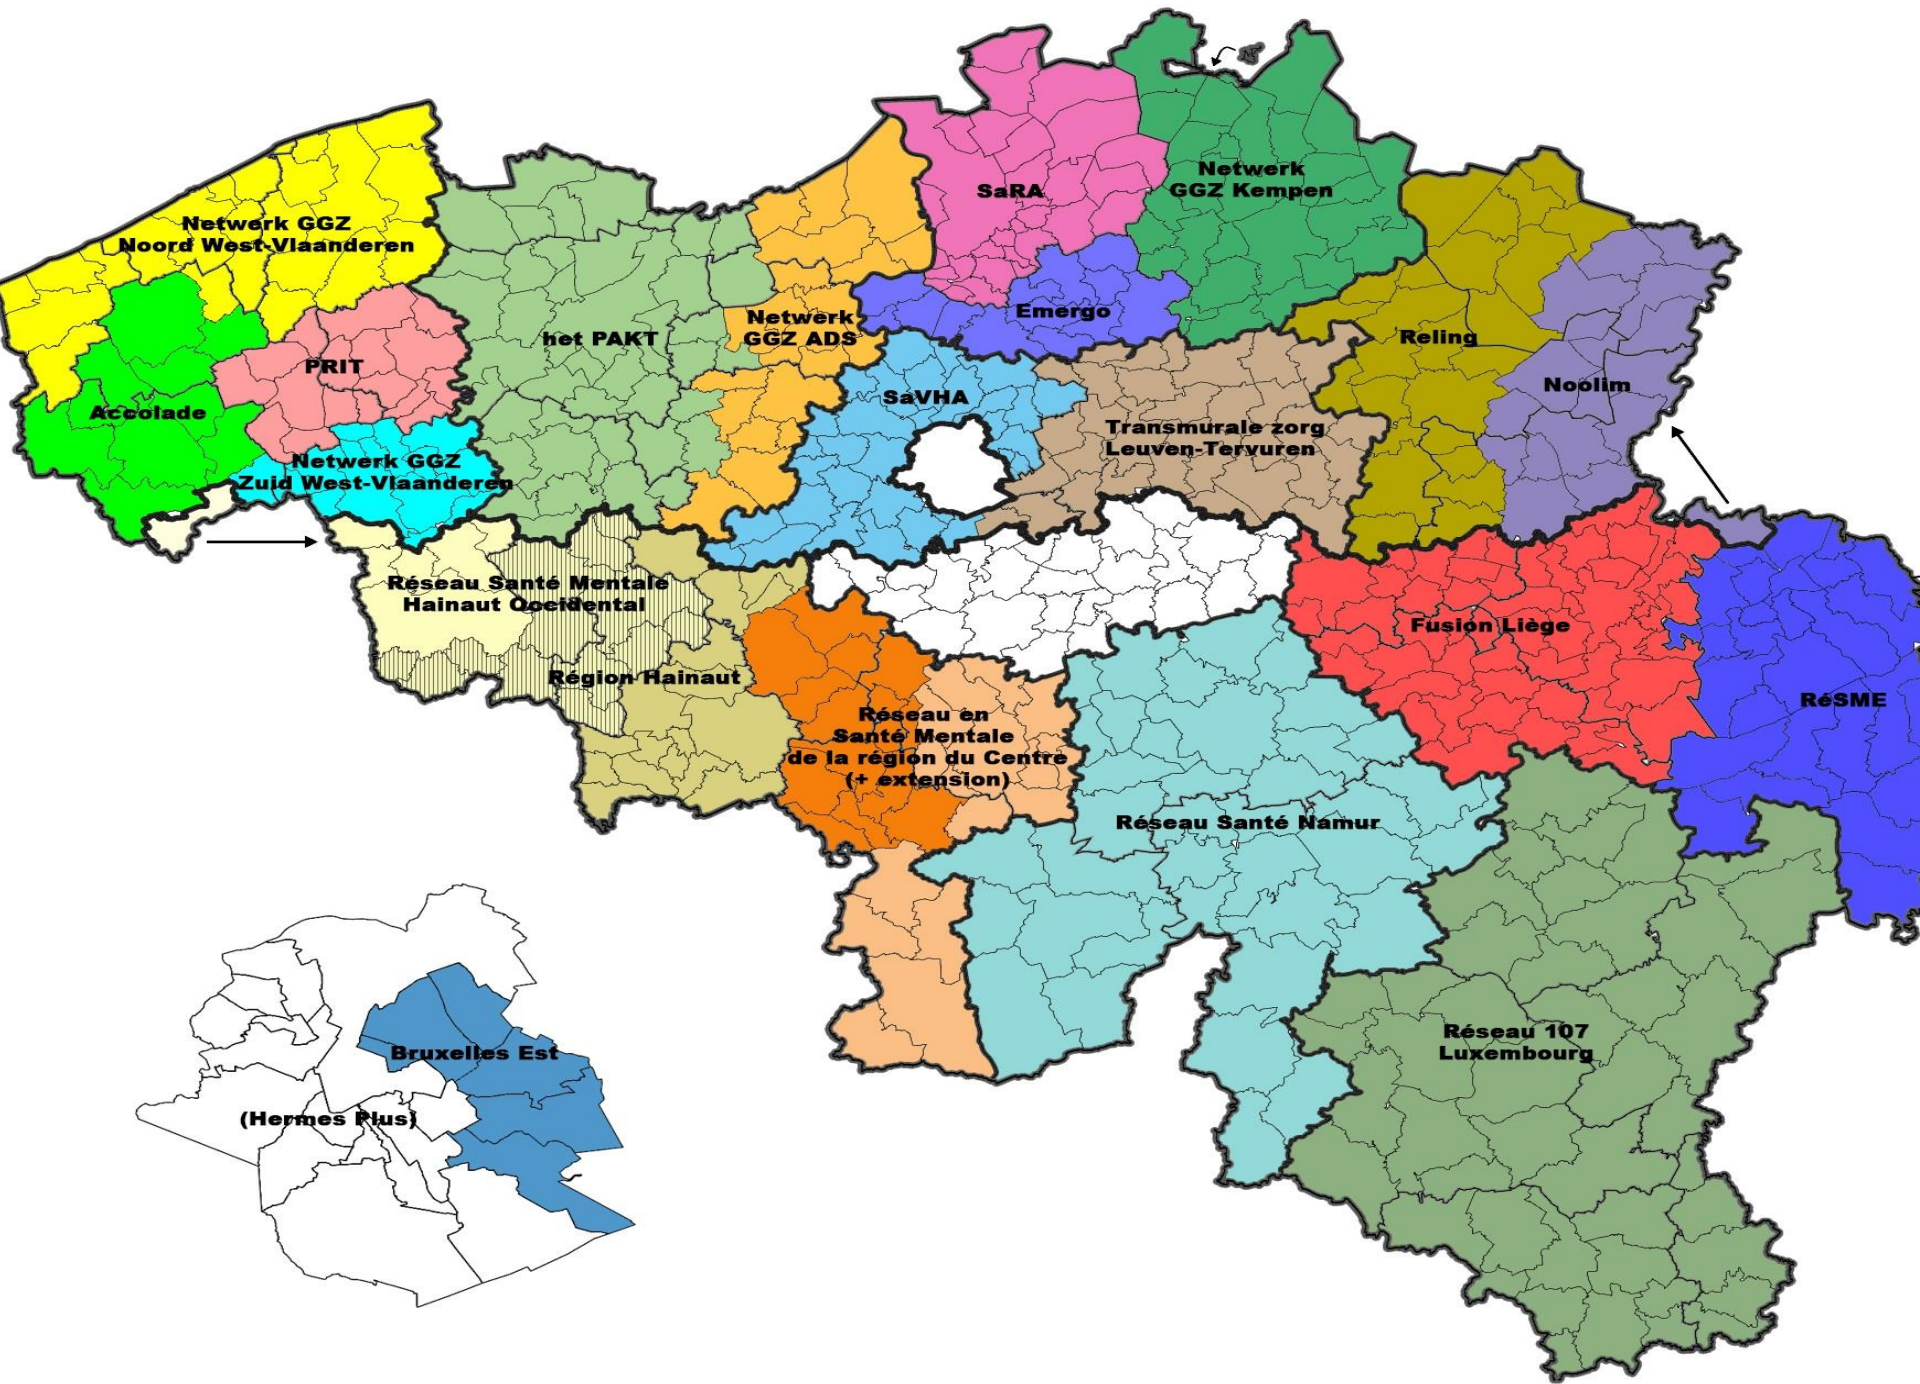 SaRA
Netwerk
GGZ Kempen
Netwerk GGZ
Noord West-Vlaanderen
Emergo
Netwerk
GGZ ADS
het PAKT
Reling
PRIT
Noolim
SaVHA
Accolade
Transmurale zorg
Leuven-Tervuren
Netwerk GGZ
Zuid West-Vlaanderen
Réseau Santé Mentale
Hainaut Occidental
Fusion Liège
Région Hainaut
RéSME
Réseau en
Santé Mentale
de la région du Centre
(+ extension)
Réseau Santé Namur
Réseau 107
Luxembourg
Bruxelles Est
(Hermes Plus)